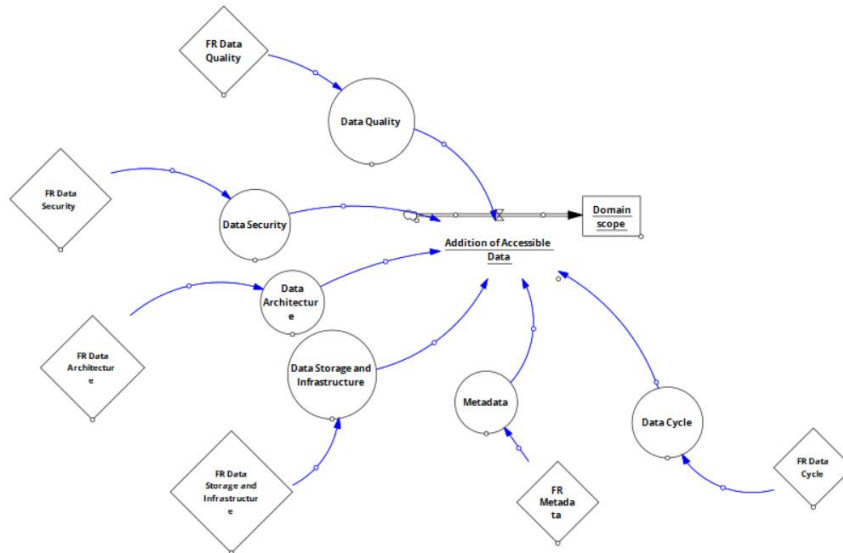 FR Data
Quality
Data Quality
FR Data
Security
Data Security
Domain
scope
Addition of Accessible
Data
Data
Architectur
e
FR Data
Architectur
e
Data Storage and
Infrastructure
Metadata
Data Cycle
FR Data
Storage and
Infrastructur
e
FR
Metada
ta
FR Data
Cycle